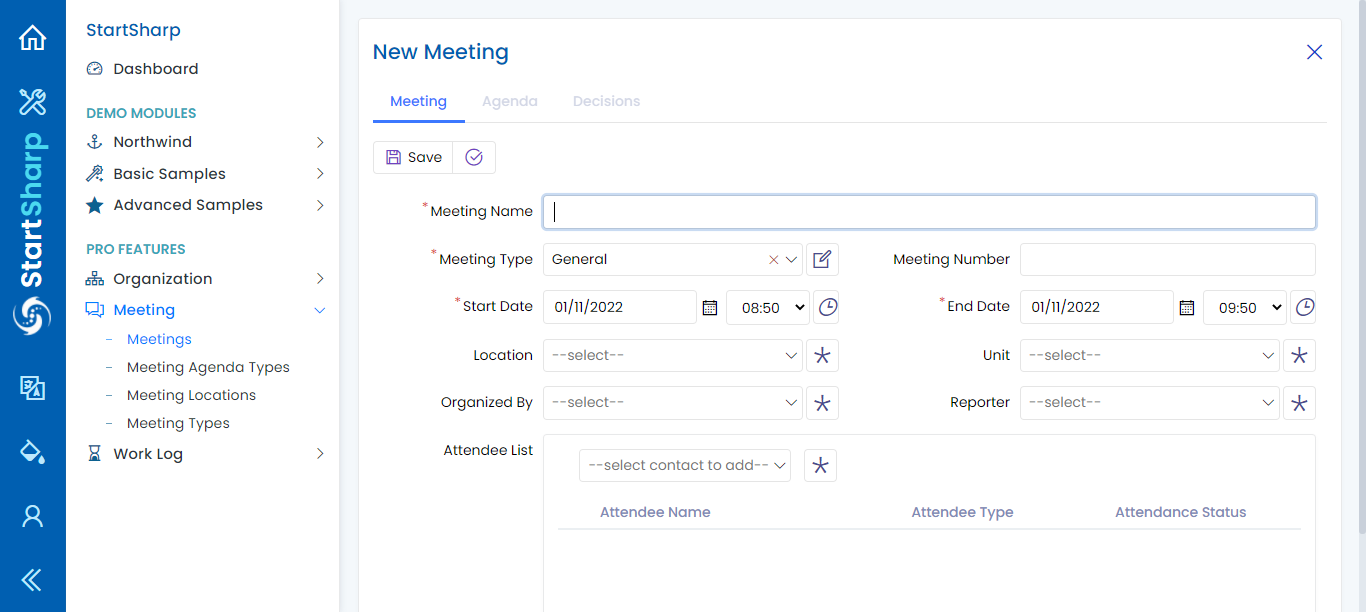 StartSharp
StartSharp
Dashboard
DEMO MODULES
Northwind
Basic Samples
Advanced Samples
PRO FEATURES
Organization
Meeting
Meetings
Meeting Agenda Types
Meeting Locations
Meeting Types
Work Log
New Meeting
Meeting Agenda Decisions
Save
*Meeting Name
*Meeting Type General Meeting Number
*Start Date 01/11/2022 08:50 *End Date 01/11/2022 09:50
Location --select-- Unit --select--
Organized By --select-- Reporter --select--
Attendee List
--select contact to add--
Attendee Name Attendee Type Attendance Status